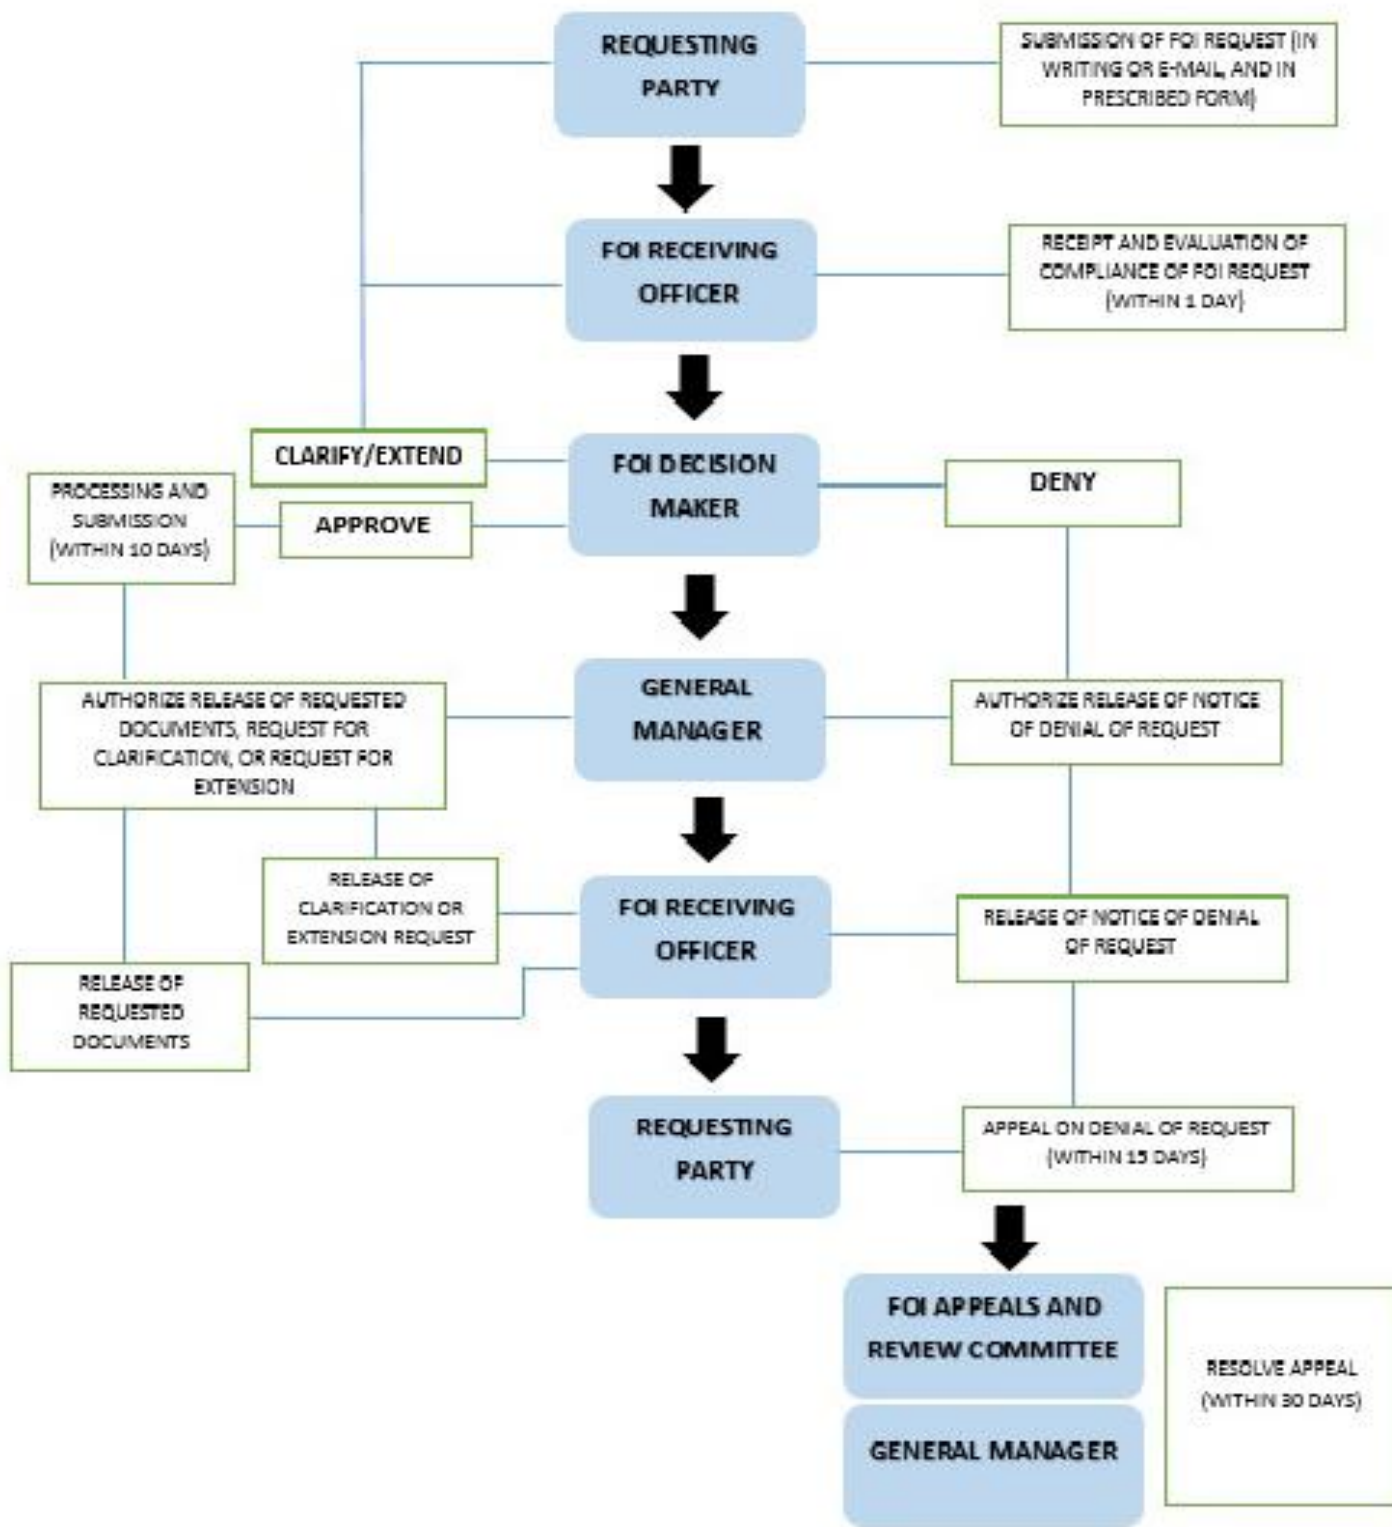 REQUESTING
PARTY
SUBMISSION OF FOI REQUEST (IN
WRITING OR E-MAIL, AND IN
PRESCRIBED FORM)
FOI RECEIVING
OFFICER
RECEIPT AND EVALUATION OF
COMPLIANCE OF FOI REQUEST
(WITHIN 1 DAY)
CLARIFY/EXTEND
FOI DECISION
MAKER
DENY
PROCESSING AND
SUBMISSION
(WITHIN 10 DAYS)
APPROVE
AUTHORIZE RELEASE OF REQUESTED
DOCUMENTS, REQUEST FOR
CLARIFICATION, OR REQUEST FOR
EXTENSION
GENERAL
MANAGER
AUTHORIZE RELEASE OF NOTICE
OF DENIAL OF REQUEST
RELEASE OF
CLARIFICATION OR
EXTENSION REQUEST
FOI RECEIVING
OFFICER
RELEASE OF NOTICE OF DENIAL
OF REQUEST
RELEASE OF
REQUESTED
DOCUMENTS
REQUESTING
PARTY
APPEAL ON DENIAL OF REQUEST
(WITHIN 15 DAYS)
FOI APPEALS AND
REVIEW COMMITTEE
GENERAL MANAGER
RESOLVE APPEAL
(WITHIN 30 DAYS)